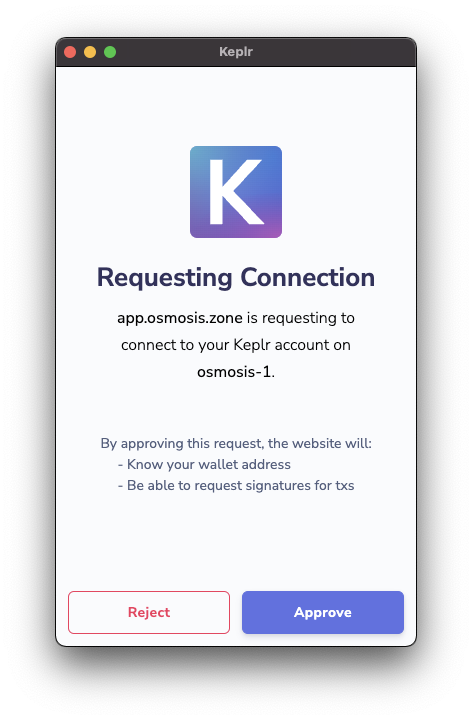 Keplr
K
Requesting Connection
app.osmosis.zone is requesting to
connect to your Keplr account on
osmosis-1.
By approving this request, the website will:
- Know your wallet address
- Be able to request signatures for txs
Reject
Approve